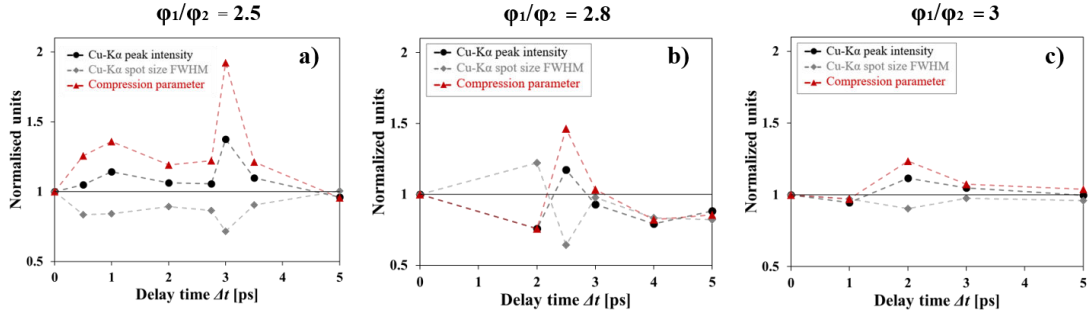 φ1/φ2 = 2.5
a)
Cu-Kα peak intensity
Cu-Kα spot size FWHM
Compression parameter
Normalised units
2
1.5
1
0.5
0
1
2
3
4
5
Delay time Δt [ps]
φ1/φ2 = 2.8
b)
Cu-Kα peak intensity
Cu-Kα spot size FWHM
Compression parameter
Normalized units
2
1.5
1
0.5
0
1
2
3
4
5
Delay time Δt [ps]
φ1/φ2 = 3
c)
Cu-Kα peak intensity
Cu-Kα spot size FWHM
Compression parameter
Normalized units
2
1.5
1
0.5
0
1
2
3
4
5
Delay time Δt [ps]